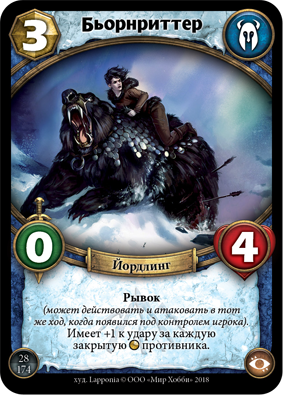 3
Бьорнриттер
0
Йордлинг
4
Рывок
(может действовать и атаковать в тот
же ход, когда появился под контролем игрока).
Имеет +1 к удару за каждую
закрытую противника.
28
174
худ. Lapponia © ООО «Мир Хобби» 2018